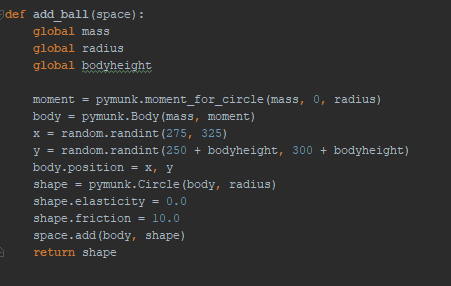 def add_ball(space):
    global mass
    global radius
    global bodyheight

    moment = pymunk.moment_for_circle(mass, 0, radius)
    body = pymunk.Body(mass, moment)
    x = random.randint(275, 325)
    y = random.randint(250 + bodyheight, 300 + bodyheight)
    body.position = x, y
    shape = pymunk.Circle(body, radius)
    shape.elasticity = 0.0
    shape.friction = 10.0
    space.add(body, shape)
    return shape